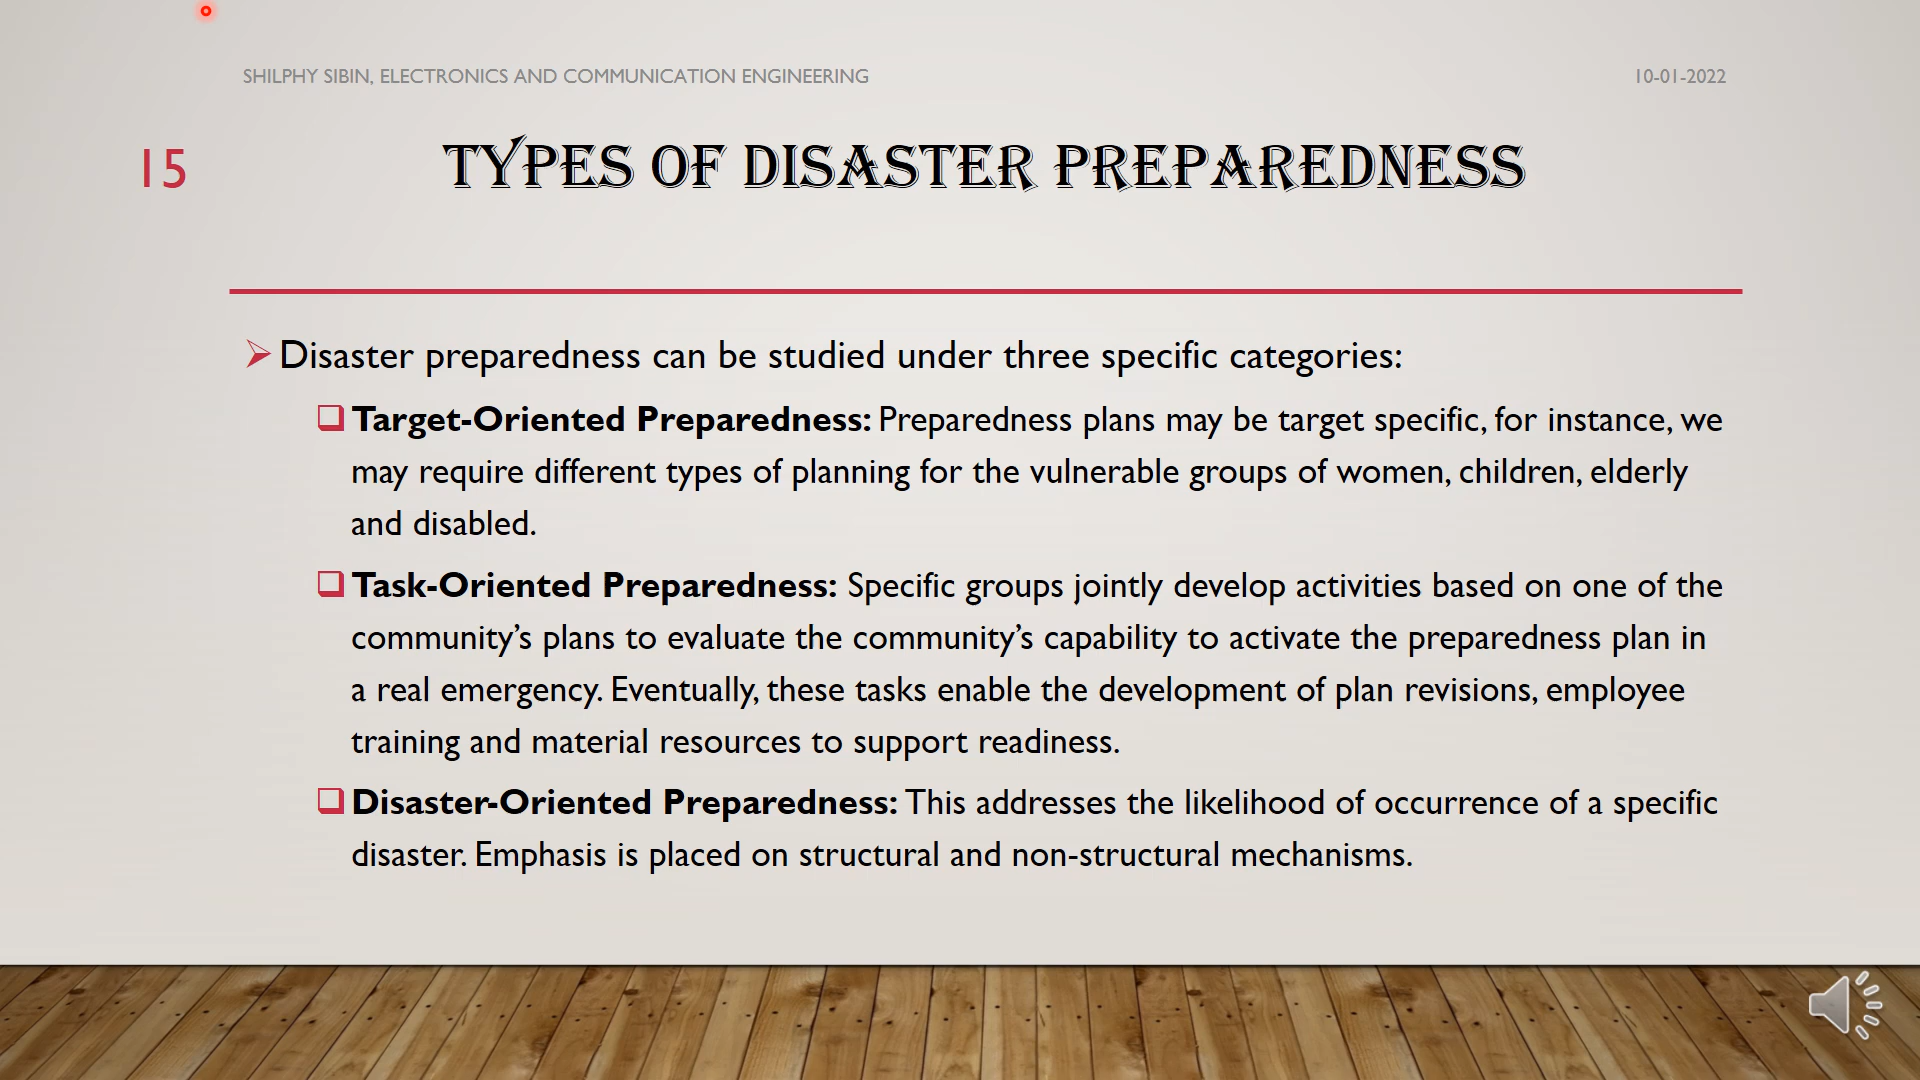 SHILPHY SIBIN, ELECTRONICS AND COMMUNICATION ENGINEERING
10-01-2022
15
TYPES OF DISASTER PREPAREDNESS
Disaster preparedness can be studied under three specific categories:
Target-Oriented Preparedness: Preparedness plans may be target specific, for instance, we
may require different types of planning for the vulnerable groups of women, children, elderly
and disabled.
Task-Oriented Preparedness: Specific groups jointly develop activities based on one of the
community’s plans to evaluate the community’s capability to activate the preparedness plan in
a real emergency. Eventually, these tasks enable the development of plan revisions, employee
training and material resources to support readiness.
Disaster-Oriented Preparedness: This addresses the likelihood of occurrence of a specific
disaster. Emphasis is placed on structural and non-structural mechanisms.